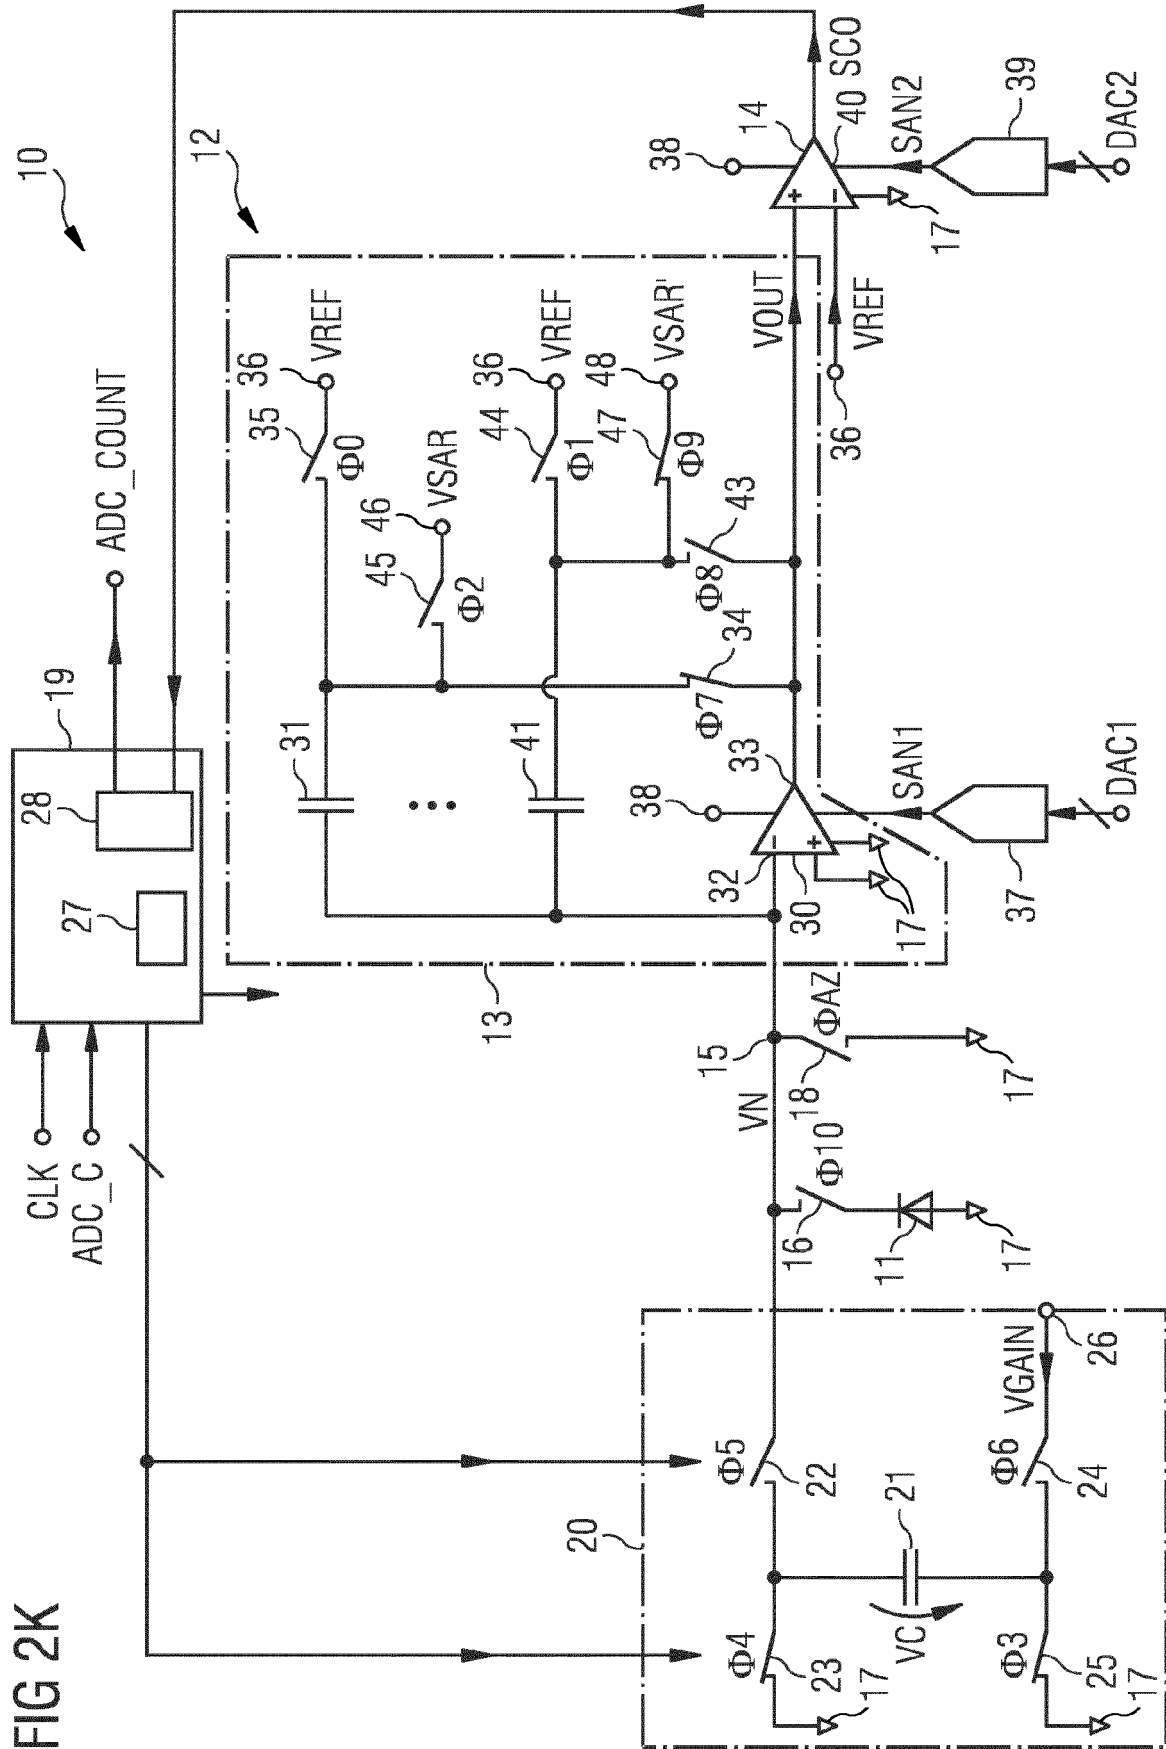 FIG 2K
10
12
CLK
ADC_C
19
27
28
ADC_COUNT
13
31
41
35
36
VREF
Φ0
45
46
VSAR
Φ2
44
36
VREF
Φ1
47
48
VSAR'
Φ9
Φ7
34
Φ8
43
VOUT
VREF
36
38
14
40
SCO
SAN2
39
DAC2
17
38
33
32
30
17
SAN1
37
DAC1
15
VN
ΦAZ
18
17
Φ10
16
11
17
20
Φ5
22
Φ4
23
17
21
VC
Φ6
24
VGAIN
26
Φ3
25
17